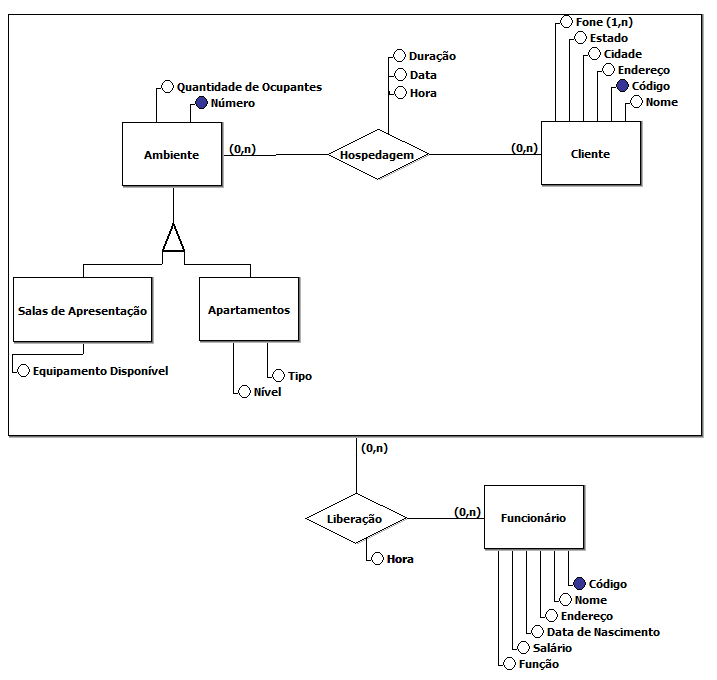 Fone (1,n)
Estado
Cidade
Endereço
Código
Nome
Duração
Data
Hora
Quantidade de Ocupantes
Número
Ambiente
(0,n)
Hospedagem
(0,n)
Cliente
Salas de Apresentação
Apartamentos
Equipamento Disponível
Tipo
Nível
(0,n)
Liberação
(0,n)
Funcionário
Hora
Código
Nome
Endereço
Data de Nascimento
Salário
Função